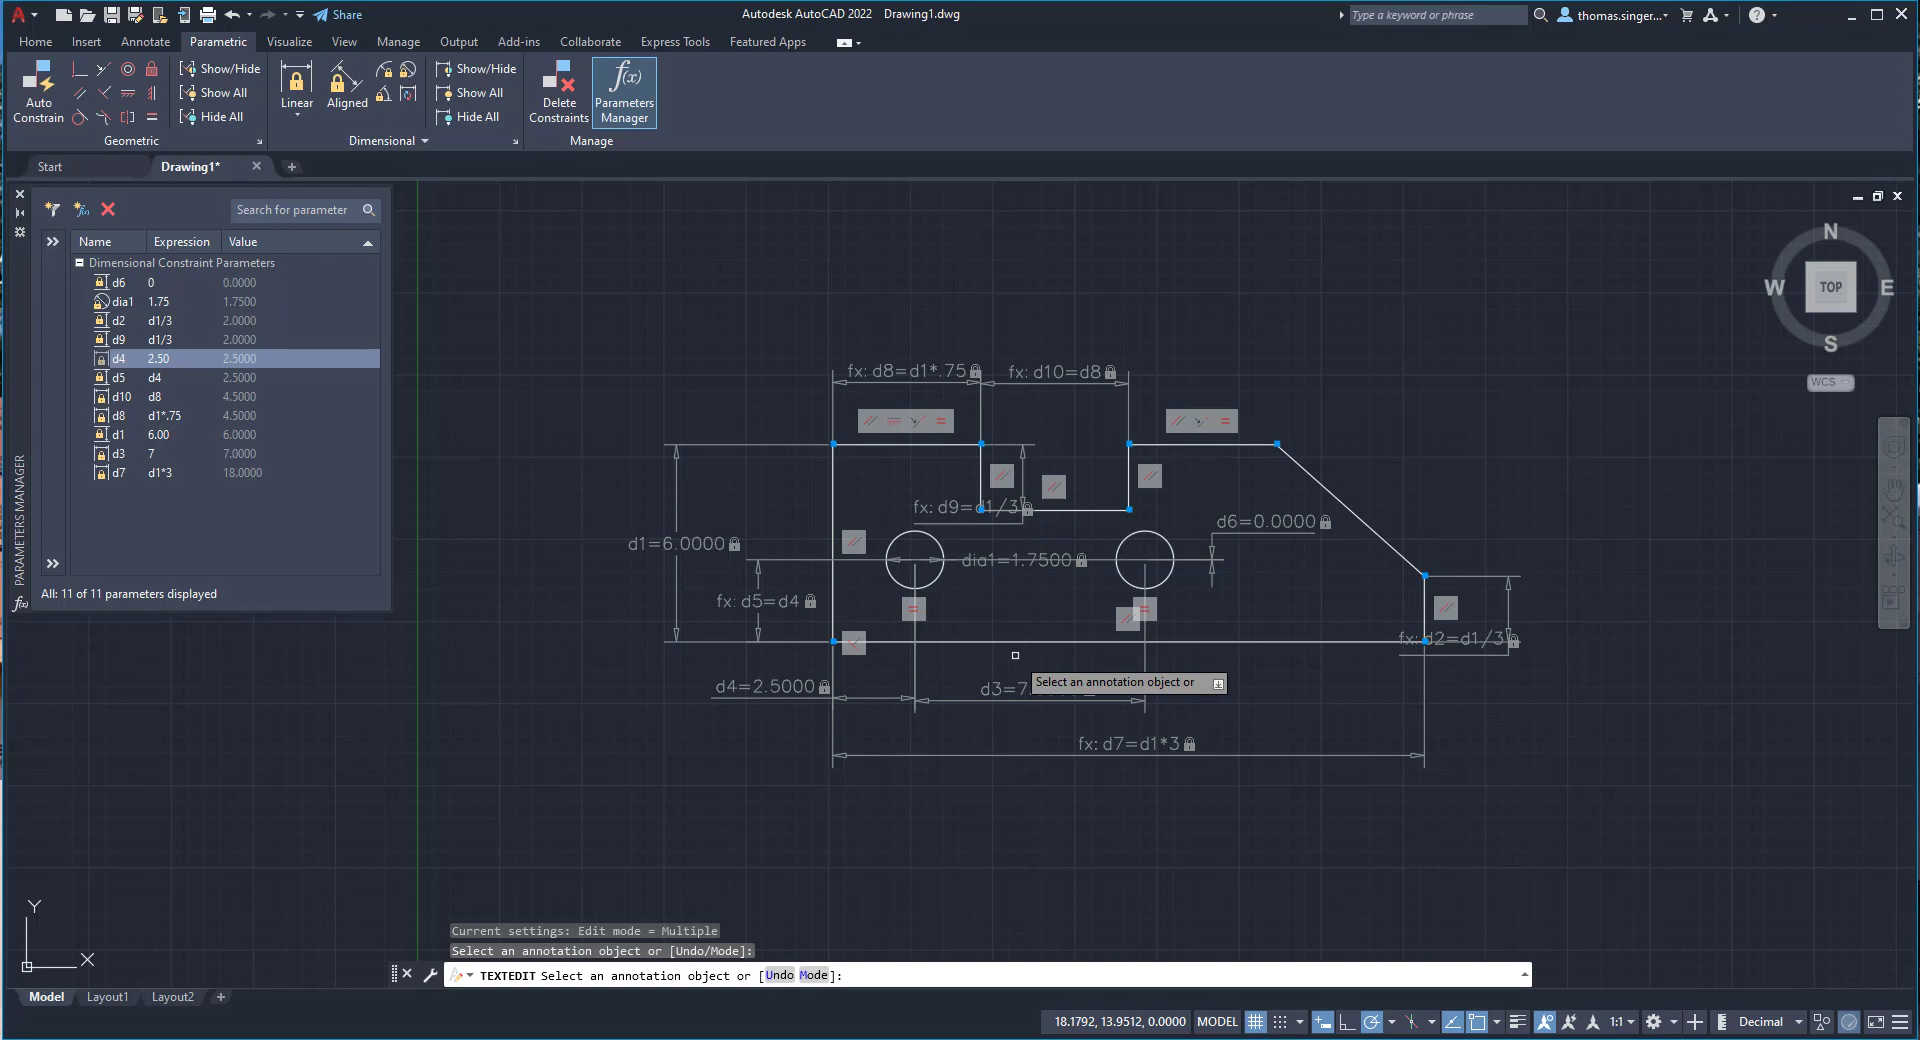 Share
Autodesk AutoCAD 2022 Drawing1.dwg
Type a keyword or phrase
thomas.singer...
Home Insert Annotate Parametric Visualize View Manage Output Add-ins Collaborate Express Tools Featured Apps
Auto Constrain
Show/Hide
Show All
Hide All
Geometric
Linear
Aligned
Show/Hide
Show All
Hide All
Dimensional
Delete Constraints
f(x)
Parameters Manager
Manage
Start
Drawing1*
Search for parameter
Name Expression Value
Dimensional Constraint Parameters
d6 0 0.0000
dia1 1.75 1.7500
d2 d1/3 2.0000
d9 d1/3 2.0000
d4 2.50 2.5000
d5 d4 2.5000
d10 d8 4.5000
d8 d1*.75 4.5000
d1 6.00 6.0000
d3 7 7.0000
d7 d1*3 18.0000
PARAMETERS MANAGER
All: 11 of 11 parameters displayed
f(x)
N
W TOP E
S
WCS
fx: d8=d1*.75
fx: d10=d8
fx: d9=d1/3
d6=0.0000
d1=6.0000
dia1=1.7500
fx: d5=d4
fx: d2=d1/3
d4=2.5000
d3=7
Select an annotation object or
fx: d7=d1*3
Y
X
Current settings: Edit mode = Multiple
Select an annotation object or [Undo/Mode]:
TEXTEDIT Select an annotation object or [Undo Mode]:
Model Layout1 Layout2
18.1792, 13.9512, 0.0000 MODEL 1:1 Decimal